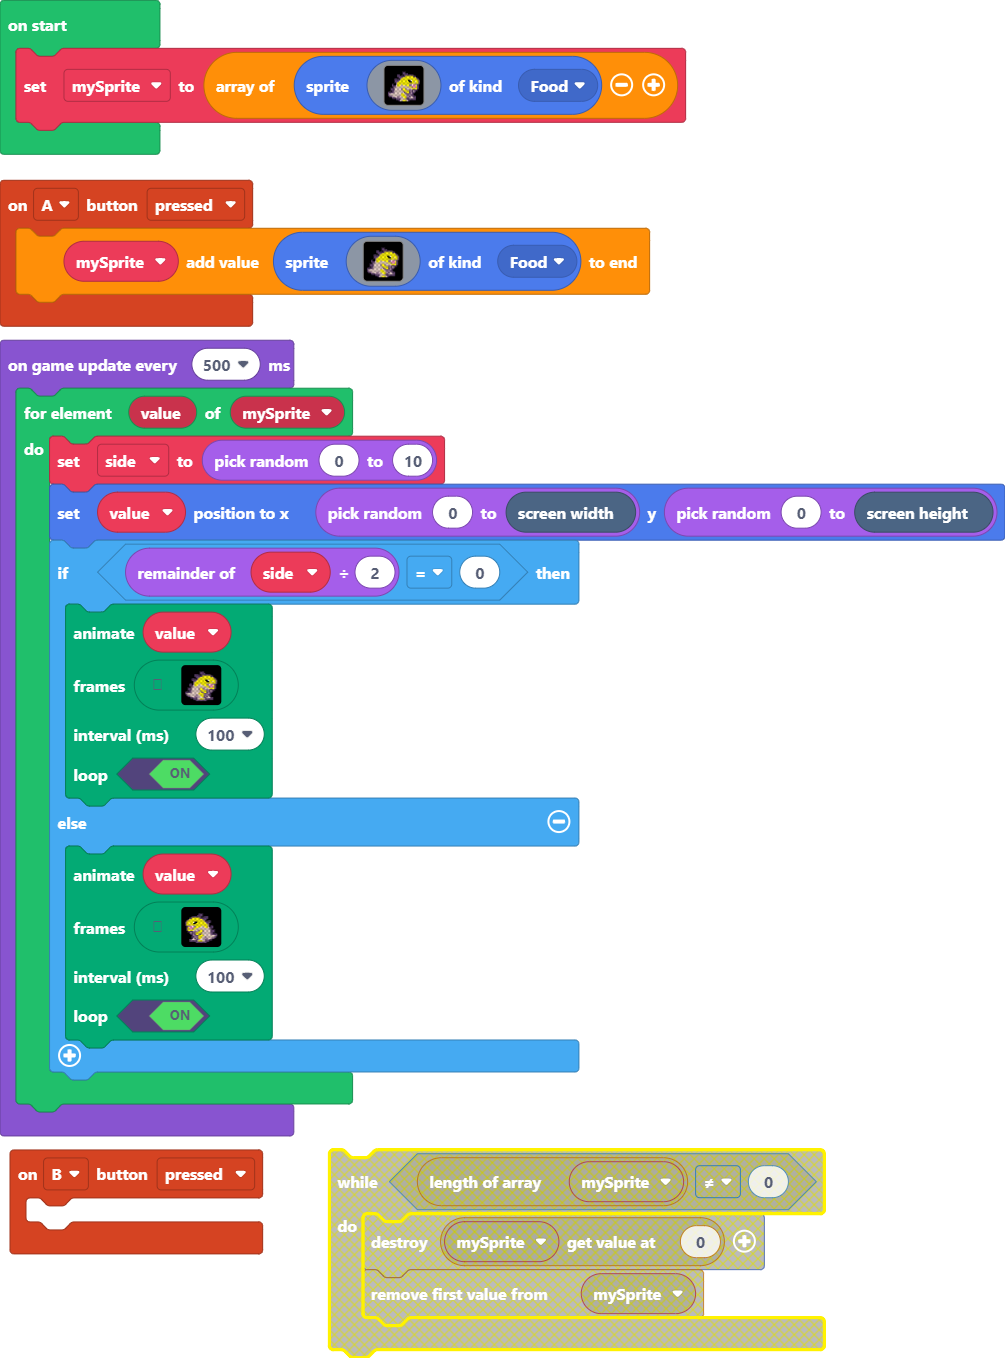 on start
set mySprite to array of sprite of kind Food
on A button pressed
mySprite add value sprite of kind Food to end
on game update every 500 ms
for element value of mySprite
do
set side to pick random 0 to 10
set value position to x pick random 0 to screen width y pick random 0 to screen height
if remainder of side ÷ 2 = 0 then
animate value
frames
interval (ms) 100
loop ON
else
animate value
frames
interval (ms) 100
loop ON
on B button pressed
while length of array mySprite ≠ 0
do
destroy mySprite get value at 0
remove first value from mySprite